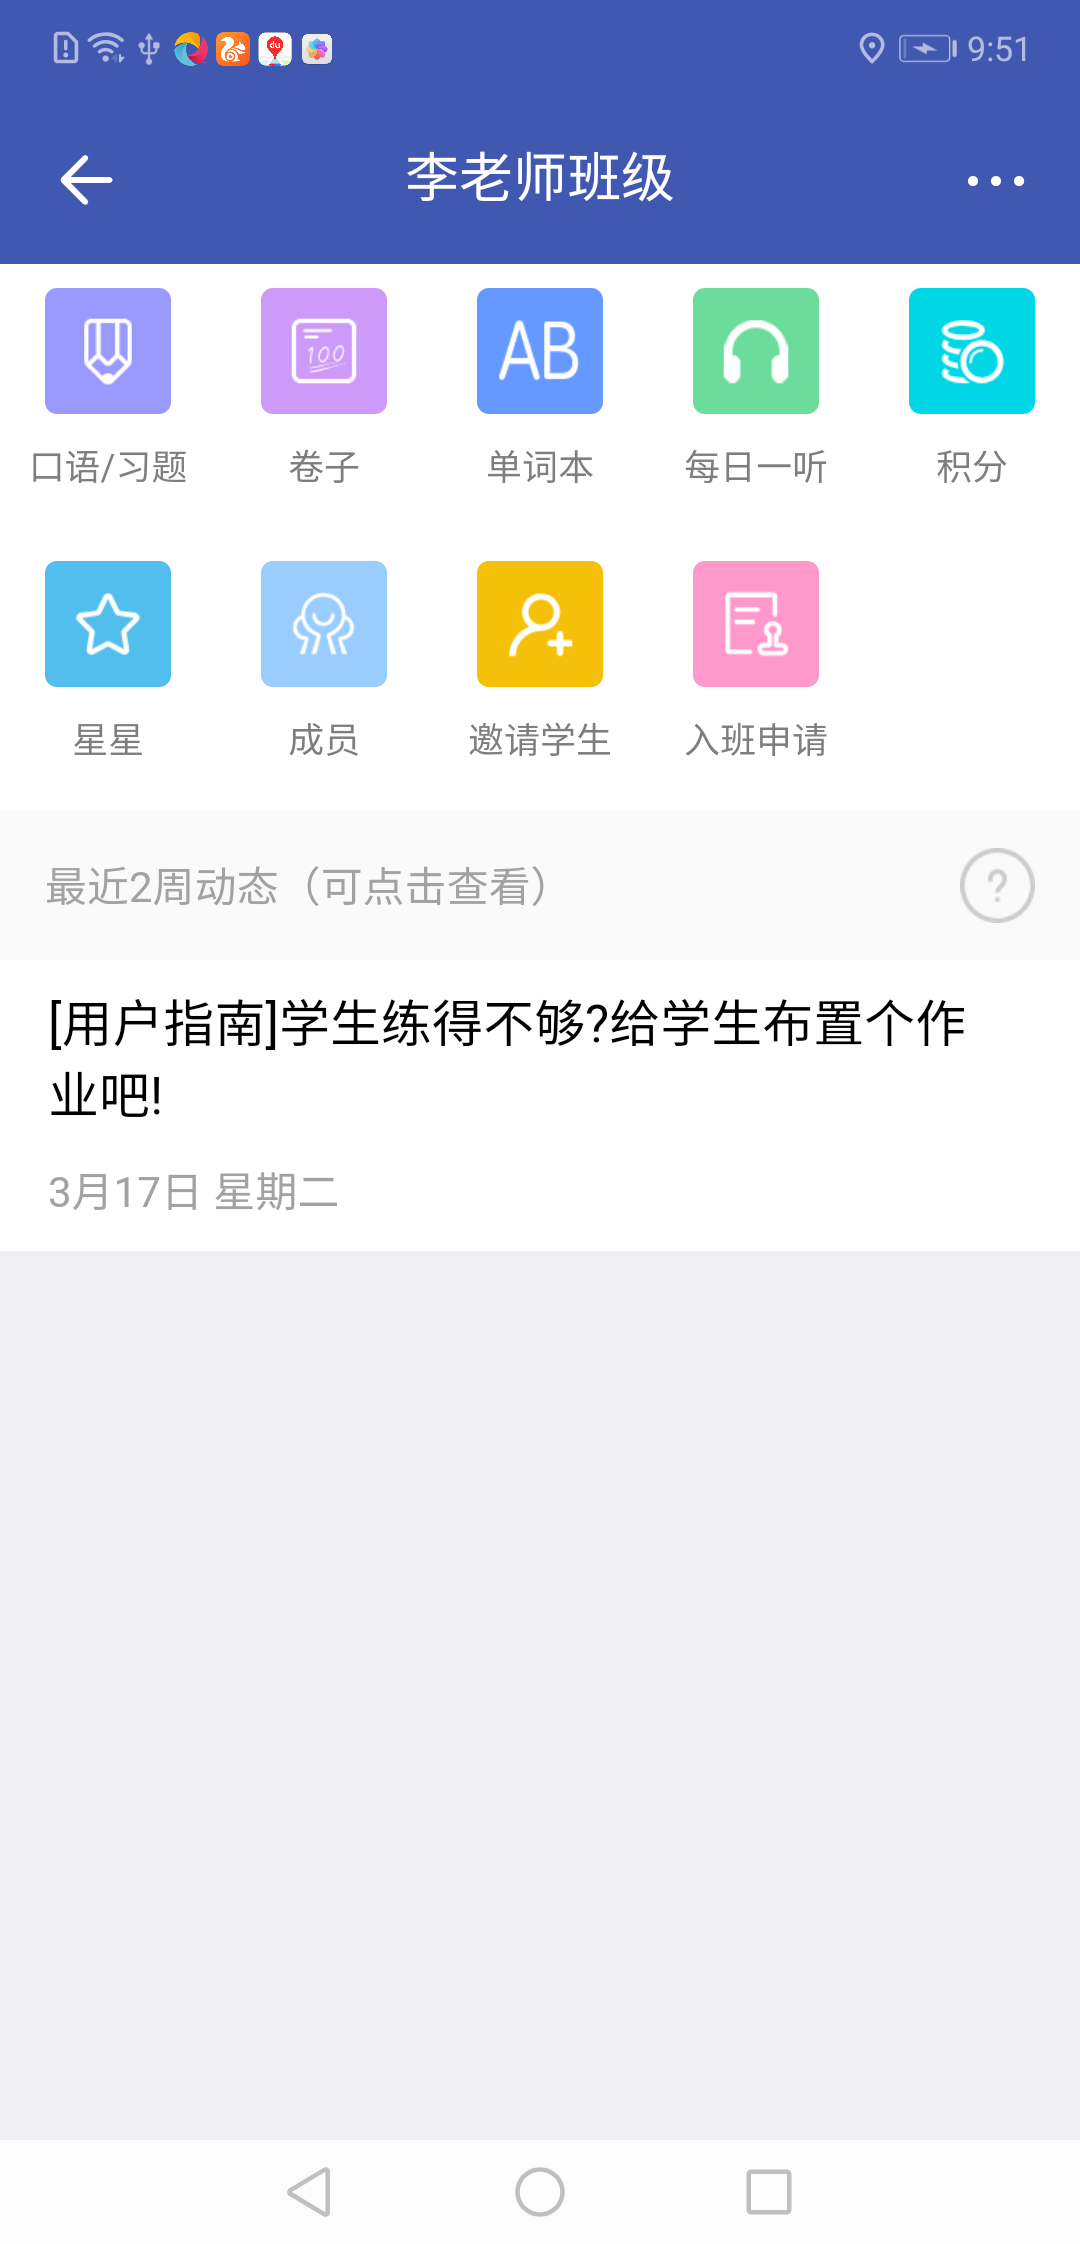 9:51
李老师班级
100
AB
口语/习题
卷子
单词本
每日一听
积分
星星
成员
邀请学生
入班申请
最近2周动态（可点击查看）
?
[用户指南]学生练得不够?给学生布置个作
业吧!
3月17日 星期二